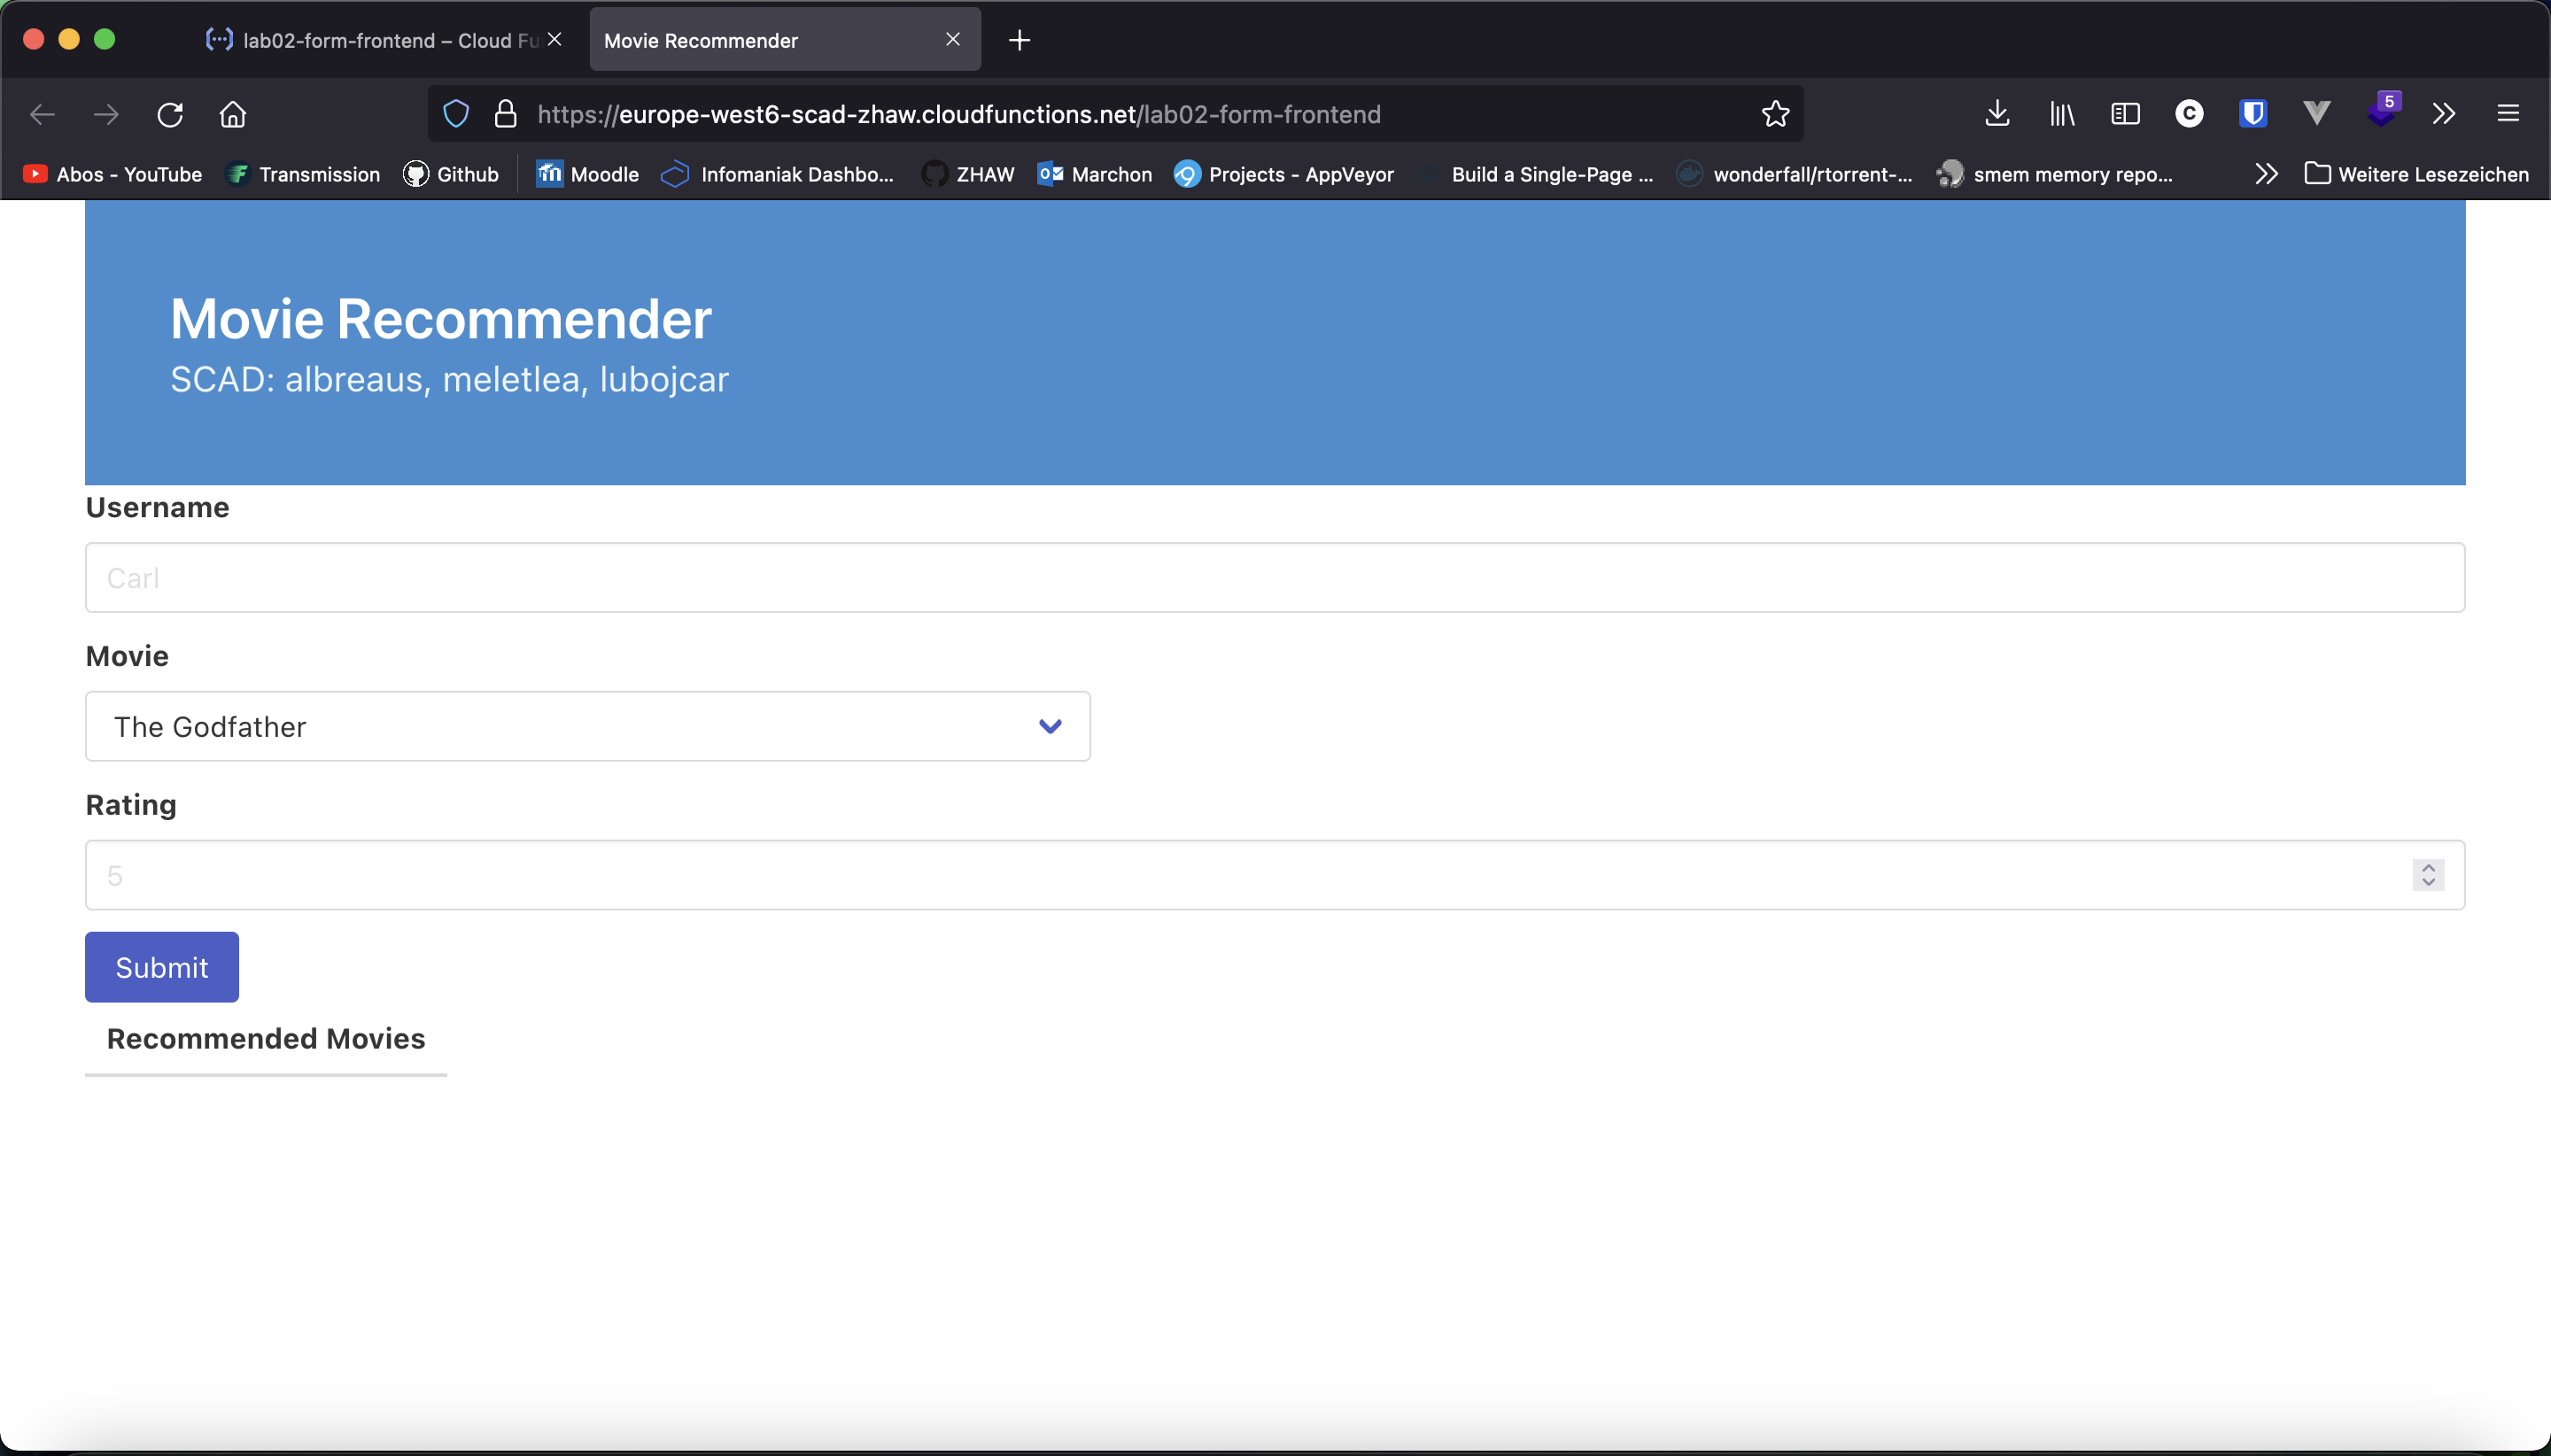 lab02-form-frontend – Cloud Fu
Movie Recommender
https://europe-west6-scad-zhaw.cloudfunctions.net/lab02-form-frontend
C
5
Abos - YouTube
Transmission
Github
Moodle
Infomaniak Dashbo...
ZHAW
Marchon
Projects - AppVeyor
Build a Single-Page ...
wonderfall/rtorrent-...
smem memory repo...
Weitere Lesezeichen
Movie Recommender
SCAD: albreaus, meletlea, lubojcar
Username
Carl
Movie
The Godfather
Rating
5
Submit
Recommended Movies